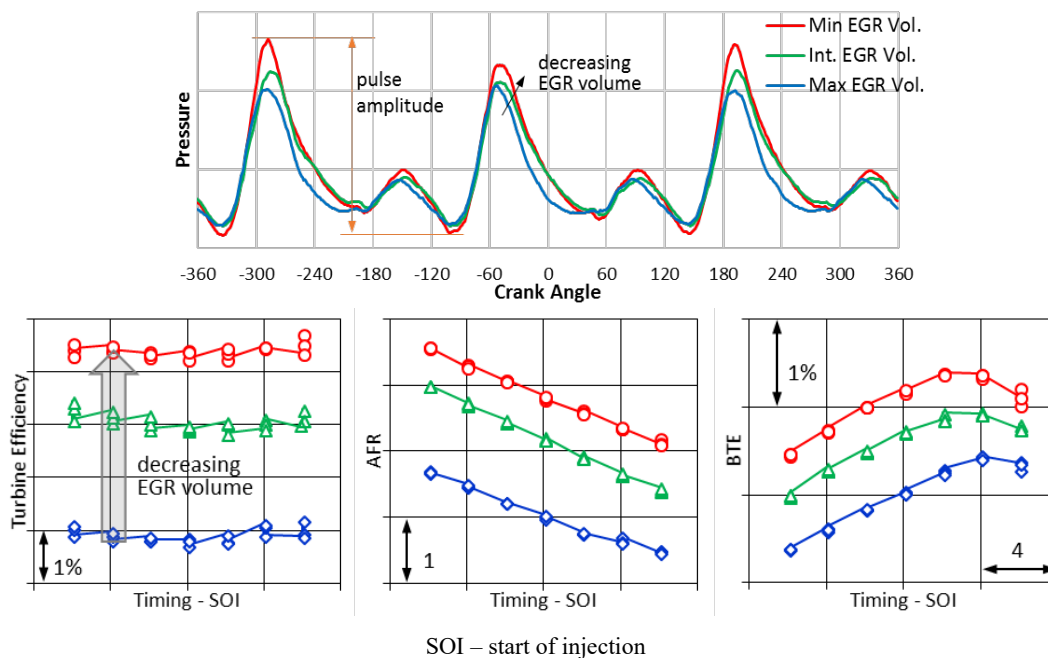 Min EGR Vol.
Int. EGR Vol.
Max EGR Vol.
decreasing
EGR volume
pulse
amplitude
Pressure
-360 -300 -240 -180 -120 -60 0 60 120 180 240 300 360
Crank Angle
Turbine Efficiency
decreasing
EGR volume
1%
Timing - SOI
AFR
1
Timing - SOI
BTE
1%
4
Timing - SOI
SOI – start of injection